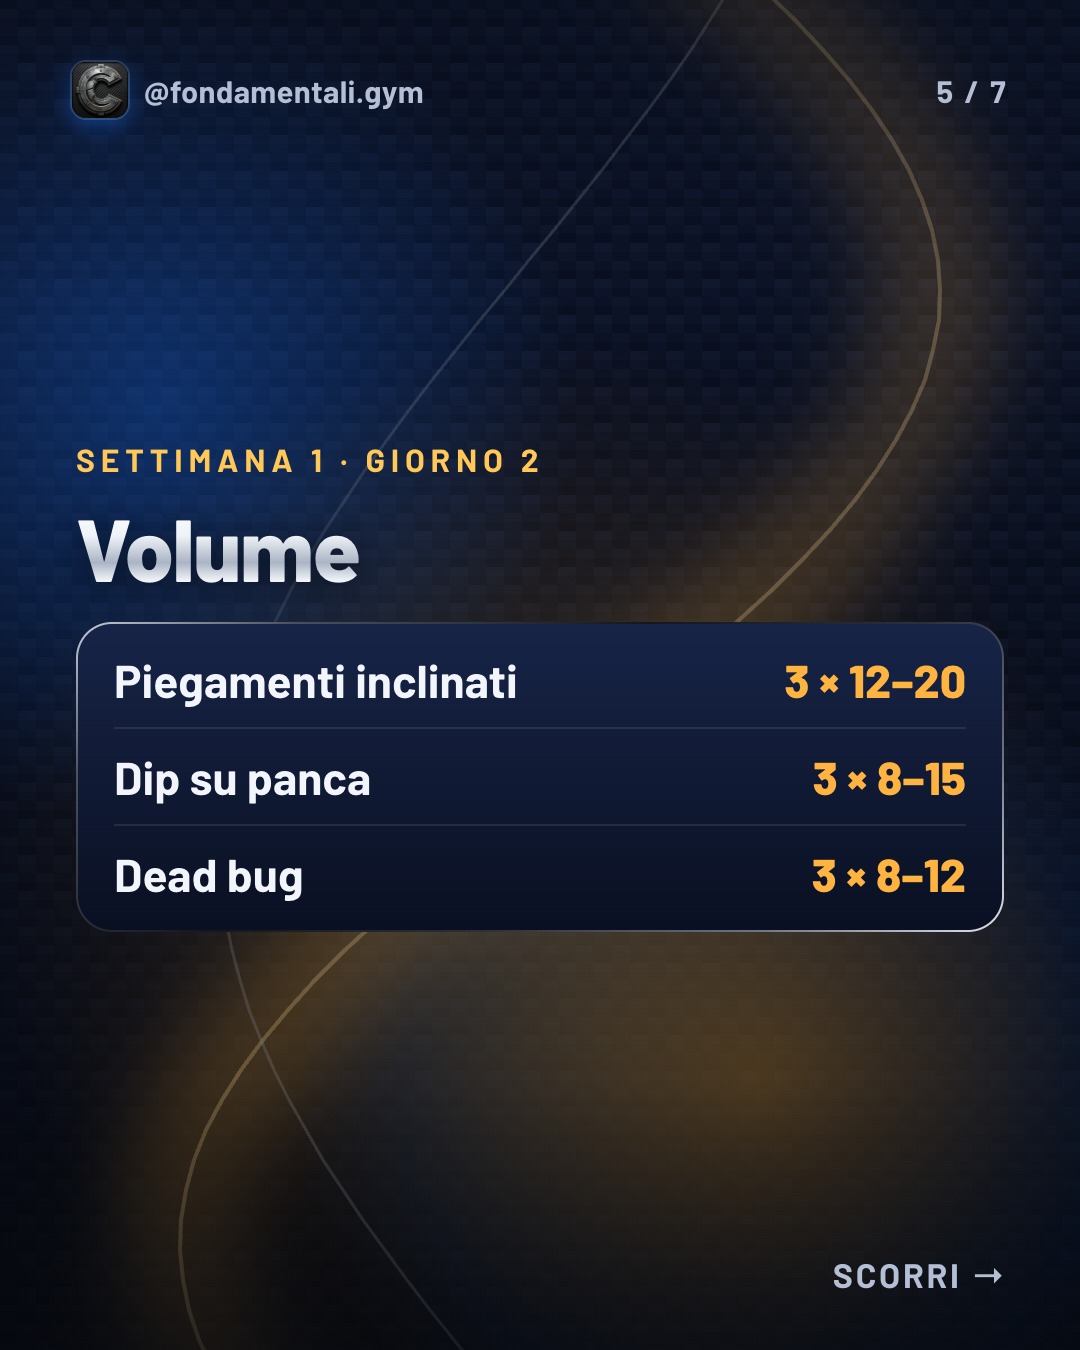 @fondamentali.gym
5 / 7
SETTIMANA 1 · GIORNO 2
Volume
Piegamenti inclinati 3 × 12–20
Dip su panca 3 × 8–15
Dead bug 3 × 8–12
SCORRI →